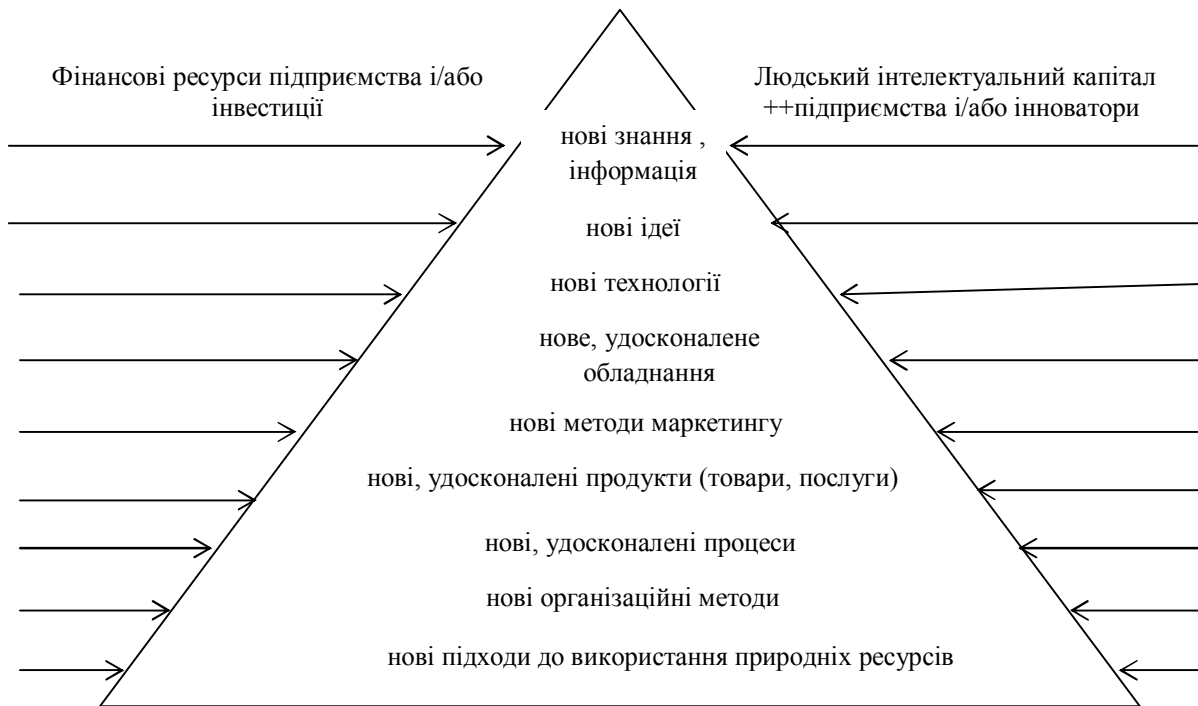 Фінансові ресурси підприємства і/або
інвестиції
Людський інтелектуальний капітал
++підприємства і/або інноватори
нові знання ,
інформація
нові ідеї
нові технології
нове, удосконалене
обладнання
нові методи маркетингу
нові, удосконалені продукти (товари, послуги)
нові, удосконалені процеси
нові організаційні методи
нові підходи до використання природніх ресурсів